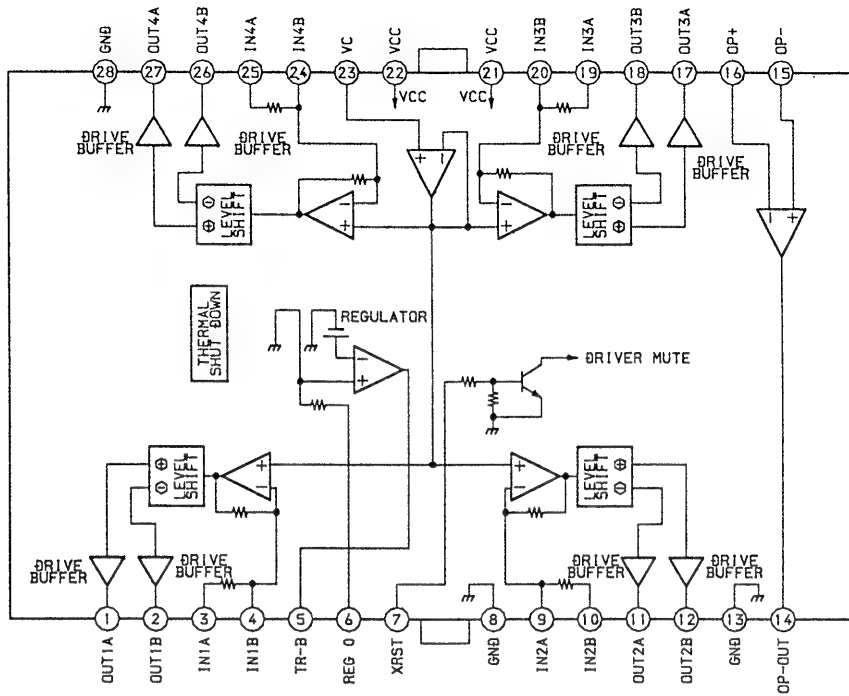 GND
OUT4A
OUT4B
IN4A
IN4B
VC
VCC
VCC
IN3B
IN3A
OUT3B
OUT3A
OP+
OP-
28
27
26
25
24
23
22
21
20
19
18
17
16
15
VCC
VCC
DRIVE
BUFFER
DRIVE
BUFFER
DRIVE
BUFFER
DRIVE
BUFFER
+
-
-
+
LEVEL
SHIFT
-
+
-
+
LEVEL
SHIFT
-
+
-
+
THERMAL
SHUT DOWN
REGULATOR
-
+
DRIVER MUTE
+
-
LEVEL
SHIFT
+
-
+
-
LEVEL
SHIFT
+
-
DRIVE
BUFFER
DRIVE
BUFFER
DRIVE
BUFFER
DRIVE
BUFFER
1
2
3
4
5
6
7
8
9
10
11
12
13
14
OUT1A
OUT1B
IN1A
IN1B
TR-B
REG O
XRST
GND
IN2A
IN2B
OUT2A
OUT2B
GND
OP-OUT